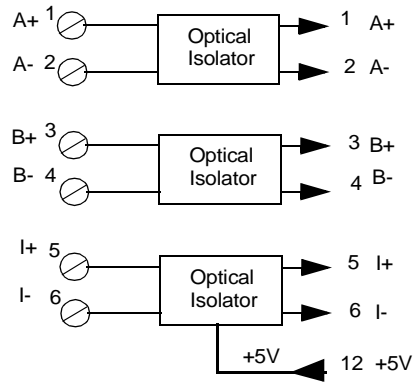 A+ 1 Optical Isolator 1 A+
A- 2 2 A-
B+ 3 Optical Isolator 3 B+
B- 4 4 B-
I+ 5 Optical Isolator 5 I+
I- 6 6 I-
+5V 12 +5V